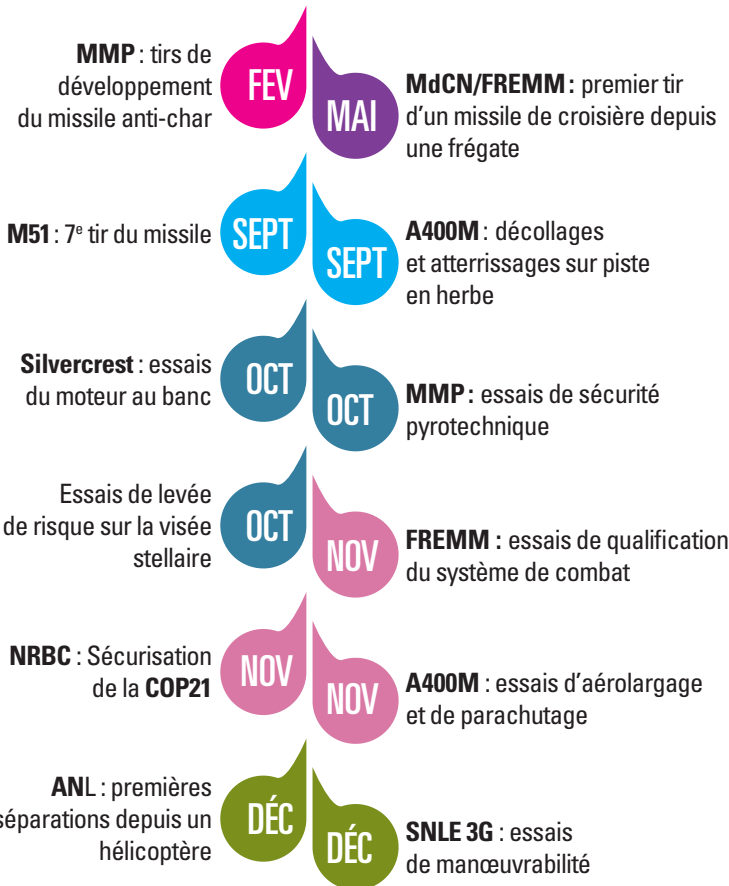 MMP : tirs de
développement
du missile anti-char
FEV
MAI
MdCN/FREMM : premier tir
d'un missile de croisière depuis
une frégate
M51 : 7e tir du missile
SEPT
SEPT
A400M : décollages
et atterrissages sur piste
en herbe
Silvercrest : essais
du moteur au banc
OCT
OCT
MMP : essais de sécurité
pyrotechnique
Essais de levée
de risque sur la visée
stellaire
OCT
NOV
FREMM : essais de qualification
du système de combat
NRBC : Sécurisation
de la COP21
NOV
NOV
A400M : essais d'aérolargage
et de parachutage
ANL : premières
séparations depuis un
hélicoptère
DÉC
DÉC
SNLE 3G : essais
de manœuvrabilité